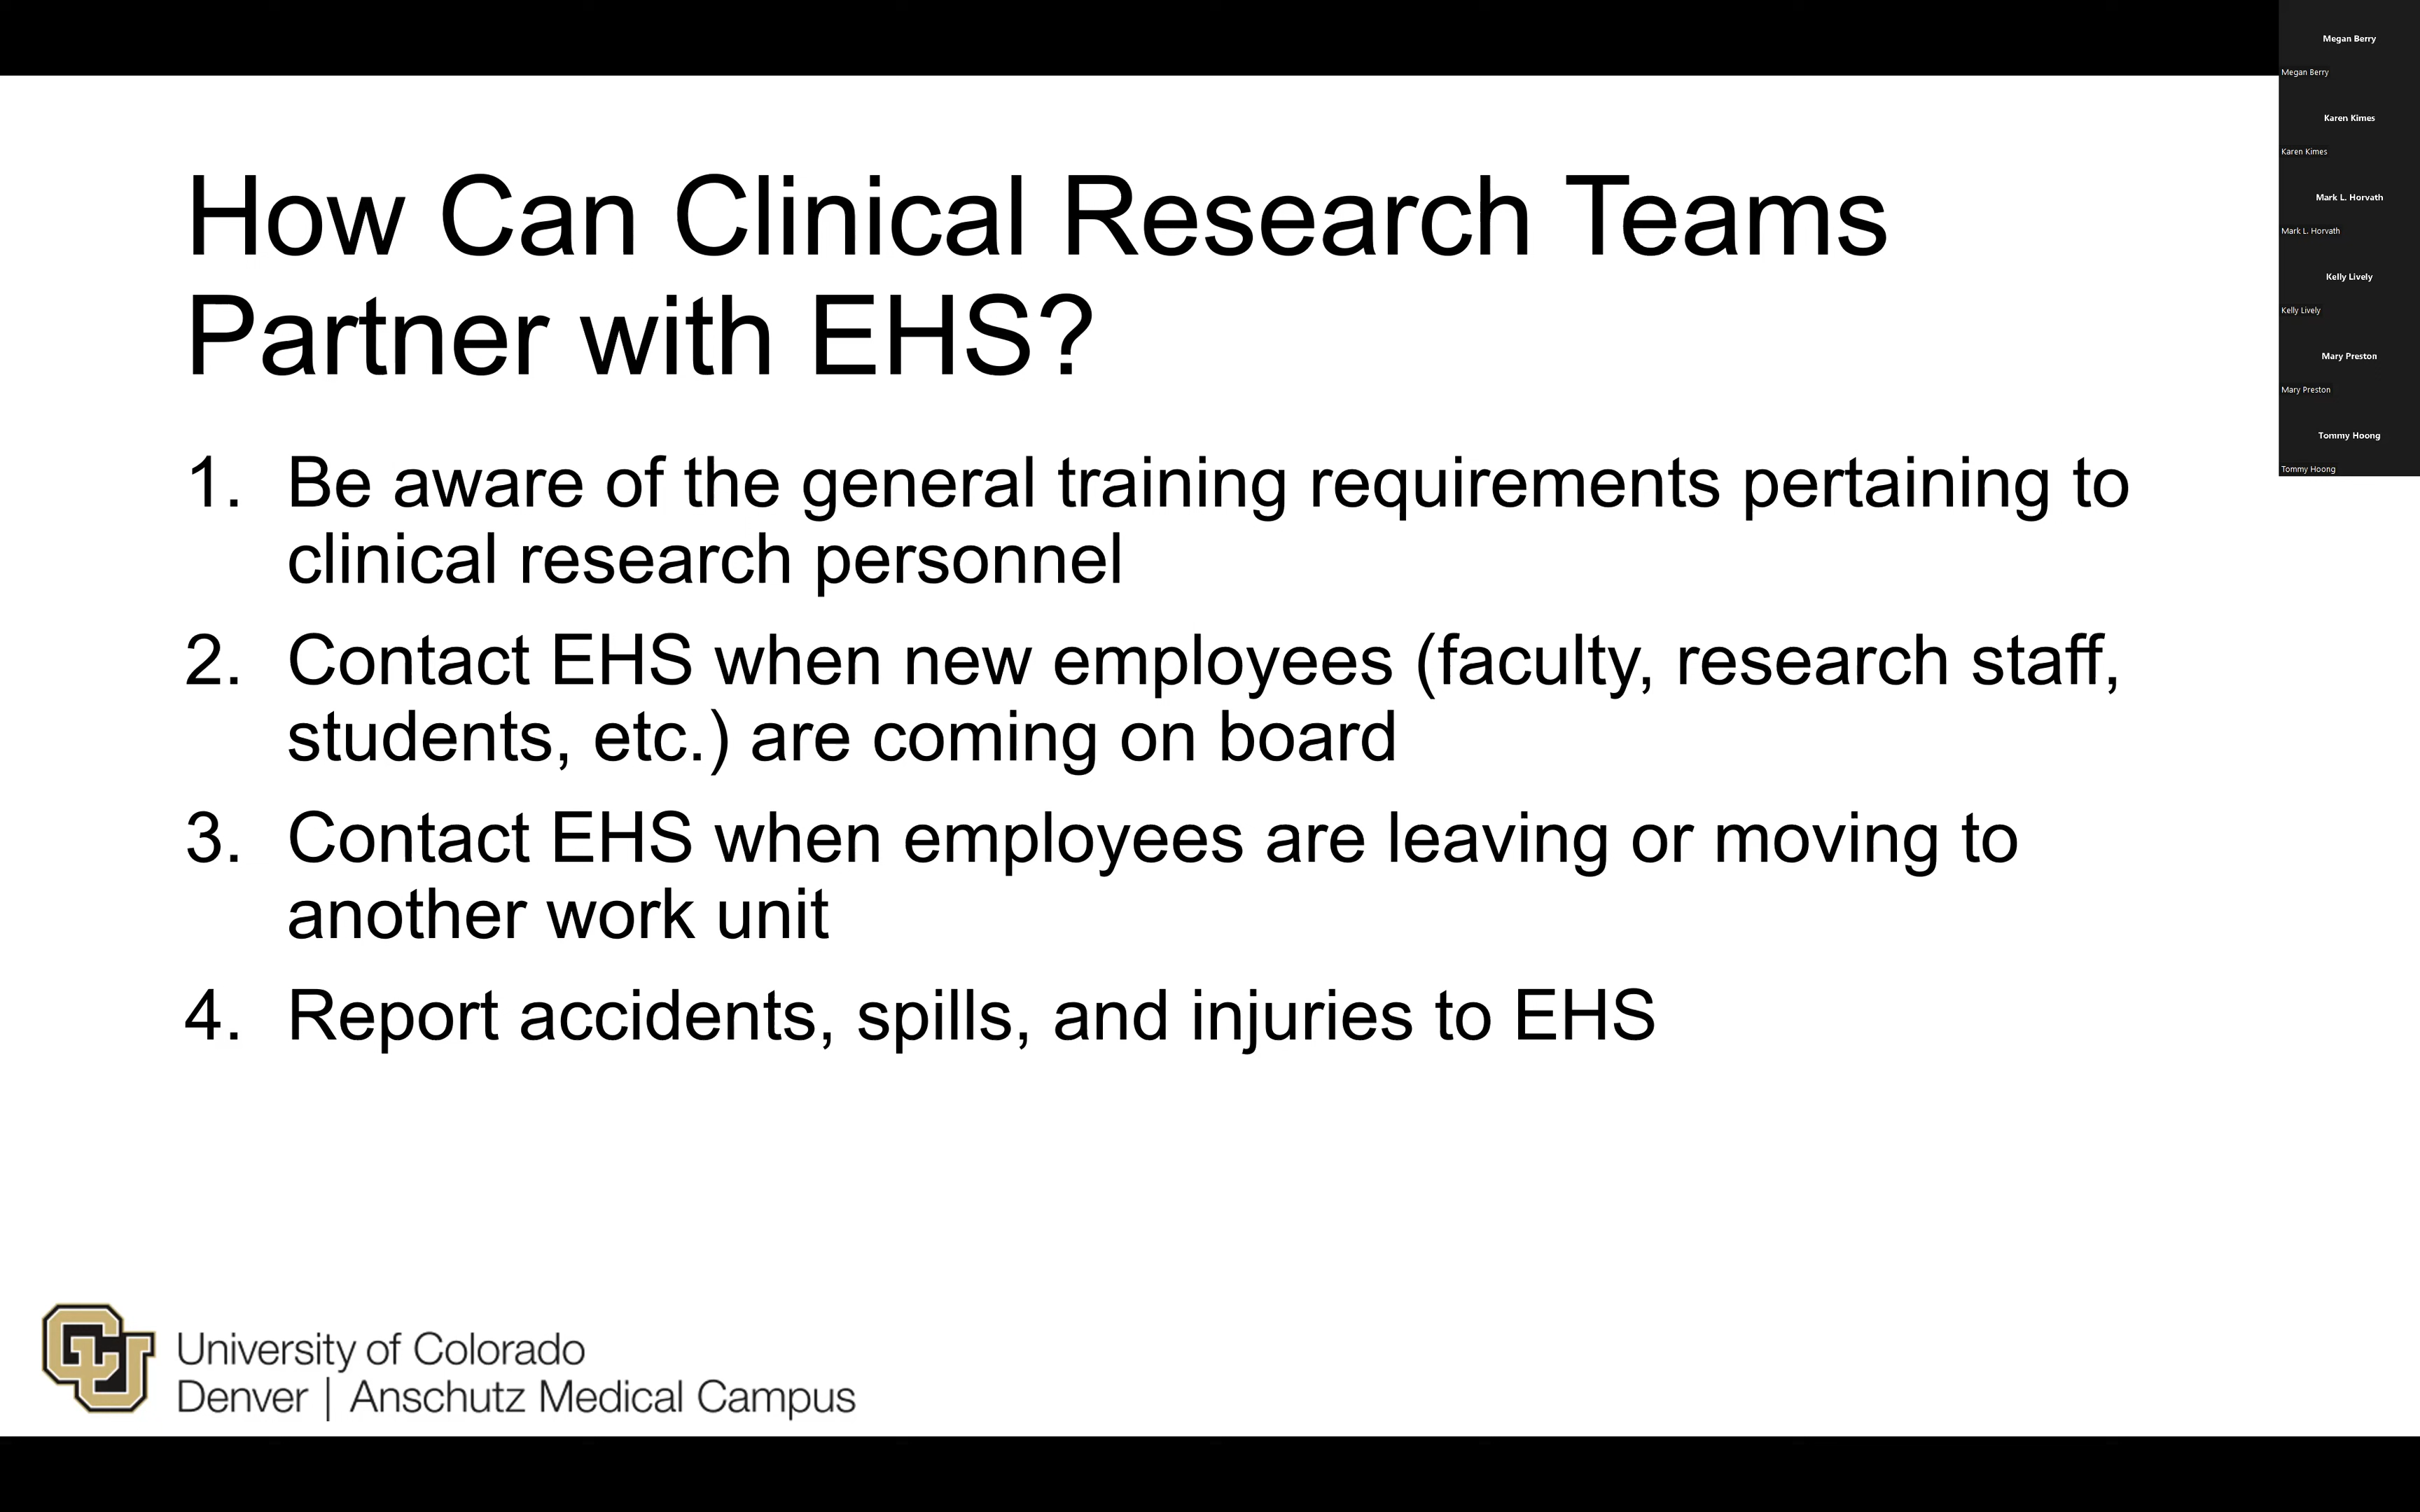 How Can Clinical Research Teams
Partner with EHS?
1. Be aware of the general training requirements pertaining to
clinical research personnel
2. Contact EHS when new employees (faculty, research staff,
students, etc.) are coming on board
3. Contact EHS when employees are leaving or moving to
another work unit
4. Report accidents, spills, and injuries to EHS
CU
University of Colorado
Denver | Anschutz Medical Campus
Megan Berry
Megan Berry
Karen Kimes
Karen Kimes
Mark L. Horvath
Mark L. Horvath
Kelly Lively
Kelly Lively
Mary Preston
Mary Preston
Tommy Hoong
Tommy Hoong